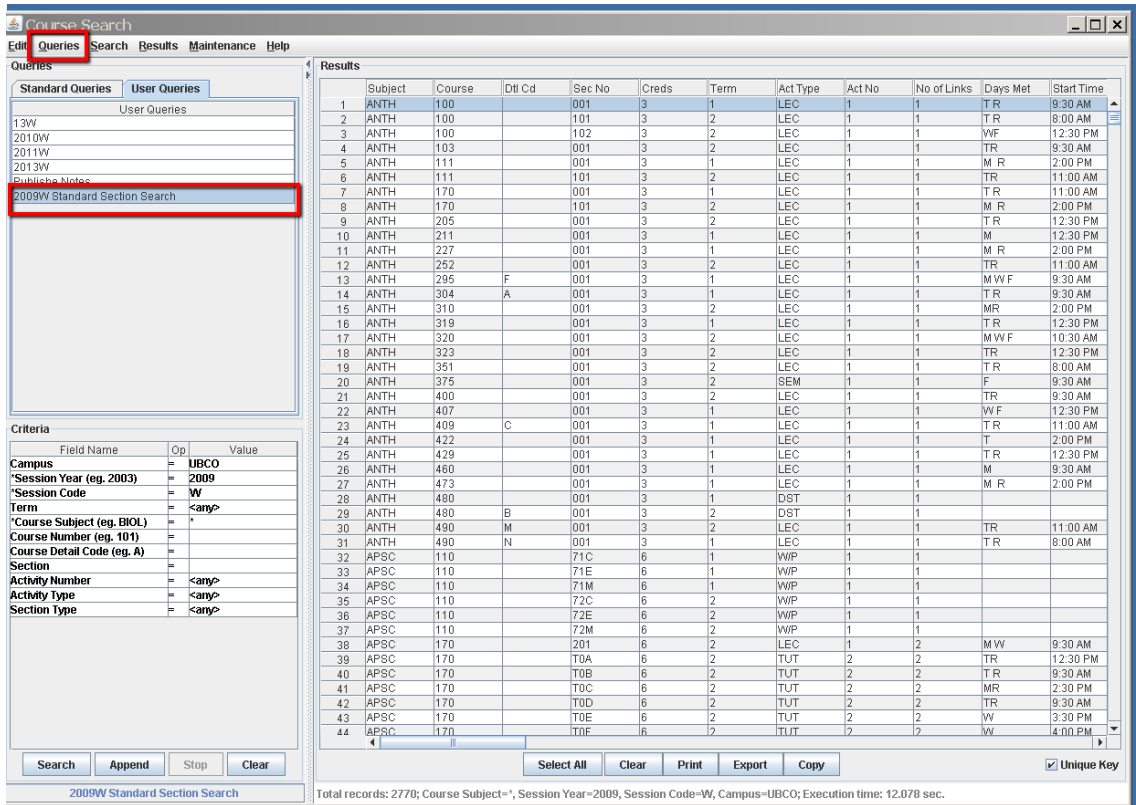 Course Search
Edit Queries Search Results Maintenance Help
Queries
Standard Queries User Queries
User Queries
13W
2010W
2011W
2013W
Publishe Notes
2009W Standard Section Search
Criteria
Field Name Op Value
Campus = UBCO
*Session Year (eg. 2003) = 2009
*Session Code = W
Term = <any>
*Course Subject (eg. BIOL) = *
Course Number (eg. 101) =
Course Detail Code (eg. A) =
Section =
Activity Number = <any>
Activity Type = <any>
Section Type = <any>
Search Append Stop Clear
2009W Standard Section Search
Results
Subject Course Dtl Cd Sec No Creds Term Act Type Act No No of Links Days Met Start Time
1 ANTH 100 001 3 1 LEC 1 1 T R 9:30 AM
2 ANTH 100 101 3 2 LEC 1 1 T R 8:00 AM
3 ANTH 100 102 3 2 LEC 1 1 WF 12:30 PM
4 ANTH 103 001 3 2 LEC 1 1 TR 9:30 AM
5 ANTH 111 001 3 1 LEC 1 1 M R 2:00 PM
6 ANTH 111 101 3 2 LEC 1 1 TR 11:00 AM
7 ANTH 170 001 3 1 LEC 1 1 T R 11:00 AM
8 ANTH 170 101 3 2 LEC 1 1 M R 2:00 PM
9 ANTH 205 001 3 2 LEC 1 1 T R 12:30 PM
10 ANTH 211 001 3 1 LEC 1 1 M 12:30 PM
11 ANTH 227 001 3 1 LEC 1 1 M R 2:00 PM
12 ANTH 252 001 3 2 LEC 1 1 TR 11:00 AM
13 ANTH 295 F 001 3 1 LEC 1 1 M W F 9:30 AM
14 ANTH 304 A 001 3 1 LEC 1 1 T R 9:30 AM
15 ANTH 310 001 3 2 LEC 1 1 MR 2:00 PM
16 ANTH 319 001 3 1 LEC 1 1 T R 12:30 PM
17 ANTH 320 001 3 2 LEC 1 1 M W F 10:30 AM
18 ANTH 323 001 3 2 LEC 1 1 TR 12:30 PM
19 ANTH 351 001 3 2 LEC 1 1 T R 8:00 AM
20 ANTH 375 001 3 2 SEM 1 1 F 9:30 AM
21 ANTH 400 001 3 2 LEC 1 1 TR 9:30 AM
22 ANTH 407 001 3 1 LEC 1 1 W F 12:30 PM
23 ANTH 409 C 001 3 1 LEC 1 1 T R 11:00 AM
24 ANTH 422 001 3 1 LEC 1 1 T 2:00 PM
25 ANTH 429 001 3 1 LEC 1 1 T R 12:30 PM
26 ANTH 460 001 3 1 LEC 1 1 M 9:30 AM
27 ANTH 473 001 3 1 LEC 1 1 M R 2:00 PM
28 ANTH 480 001 3 1 DST 1 1
29 ANTH 480 B 001 3 2 DST 1 1
30 ANTH 490 M 001 3 2 LEC 1 1 TR 11:00 AM
31 ANTH 490 N 001 3 1 LEC 1 1 T R 8:00 AM
32 APSC 110 71C 6 1 W/P 1 1
33 APSC 110 71E 6 1 W/P 1 1
34 APSC 110 71M 6 1 W/P 1 1
35 APSC 110 72C 6 2 W/P 1 1
36 APSC 110 72E 6 2 W/P 1 1
37 APSC 110 72M 6 2 W/P 1 1
38 APSC 170 201 6 2 LEC 1 2 M W 9:30 AM
39 APSC 170 T0A 6 2 TUT 2 2 TR 12:30 PM
40 APSC 170 T0B 6 2 TUT 2 2 T R 9:30 AM
41 APSC 170 T0C 6 2 TUT 2 2 MR 2:30 PM
42 APSC 170 T0D 6 2 TUT 2 2 TR 9:30 AM
43 APSC 170 T0E 6 2 TUT 2 2 W 3:30 PM
44 APSC 170 T0F 6 2 TUT 2 2 W 4:00 PM
Select All Clear Print Export Copy Unique Key
Total records: 2770; Course Subject=*, Session Year=2009, Session Code=W, Campus=UBCO; Execution time: 12.078 sec.